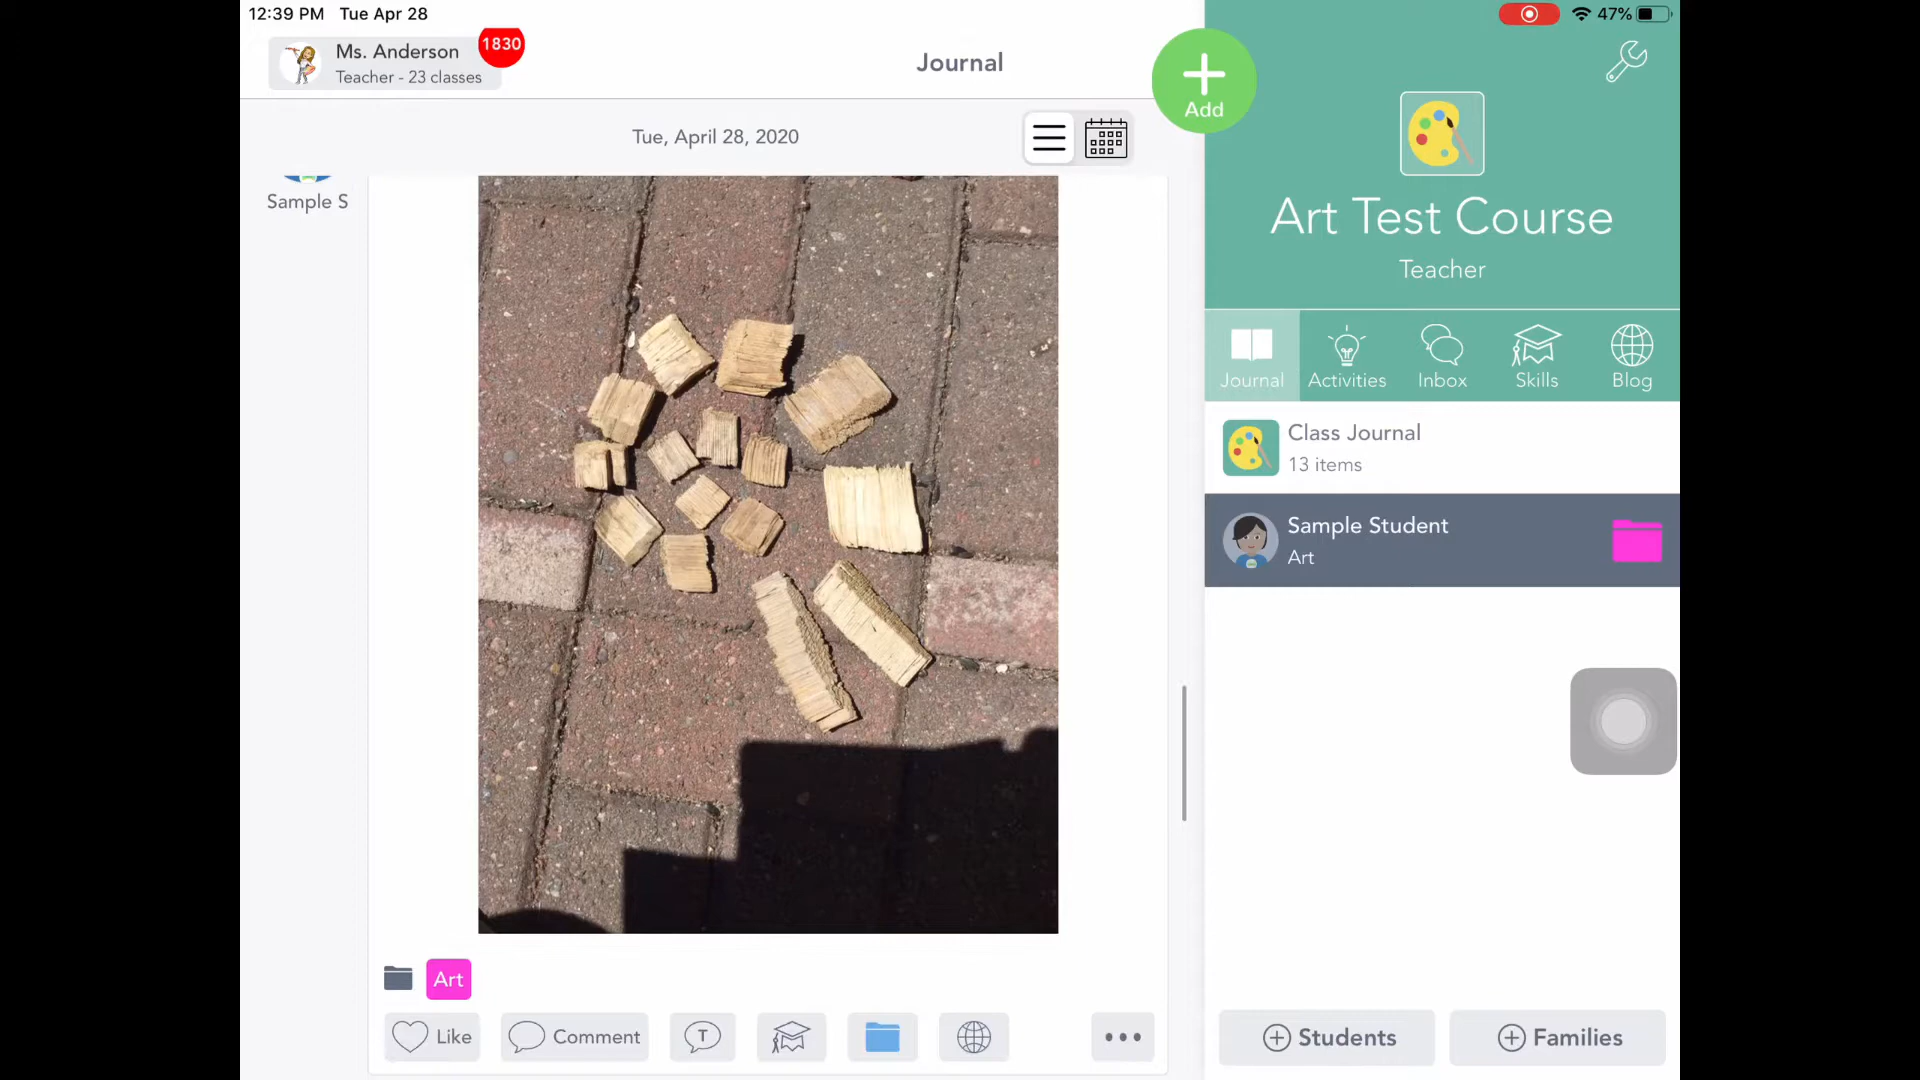 12:39 PM Tue Apr 28
47%
Ms. Anderson
Teacher - 23 classes
1830
Journal
Add
Tue, April 28, 2020
Sample S
Art Test Course
Teacher
Journal
Activities
Inbox
Skills
Blog
Class Journal
13 items
Sample Student
Art
Art
Like
Comment
T
Students
Families